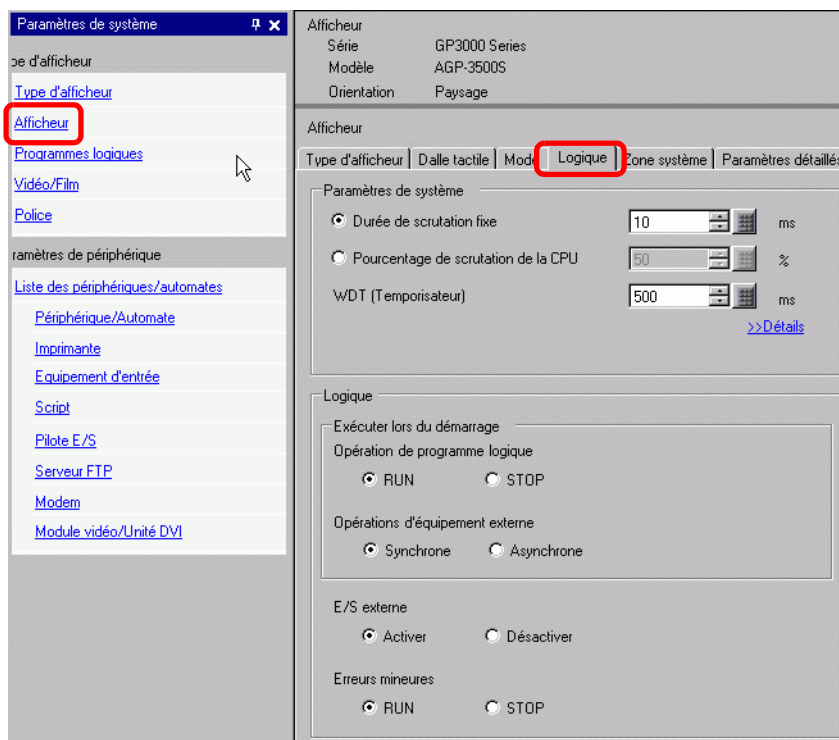 Paramètres de système
pe d'afficheur
Type d'afficheur
Afficheur
Programmes logiques
Vidéo/Film
Police
ramètres de périphérique
Liste des périphériques/automates
Périphérique/Automate
Imprimante
Equipement d'entrée
Script
Pilote E/S
Serveur FTP
Modem
Module vidéo/Unité DVI
Afficheur
Série GP3000 Series
Modèle AGP-3500S
Orientation Paysage
Afficheur
Type d'afficheur Dalle tactile Mode Logique Zone système Paramètres détaillés
Paramètres de système
Durée de scrutation fixe 10 ms
Pourcentage de scrutation de la CPU 50 %
WDT (Temporisateur) 500 ms
>>Détails
Logique
Exécuter lors du démarrage
Opération de programme logique
RUN STOP
Opérations d'équipement externe
Synchrone Asynchrone
E/S externe
Activer Désactiver
Erreurs mineures
RUN STOP